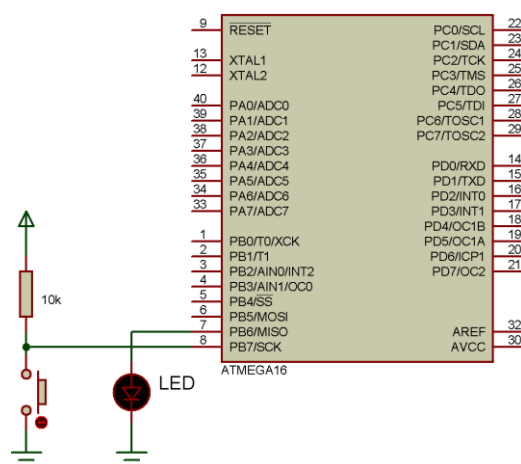 9 RESET PC0/SCL 22
PC1/SDA 23
13 XTAL1 PC2/TCK 24
12 XTAL2 PC3/TMS 25
PC4/TDO 26
40 PA0/ADC0 PC5/TDI 27
39 PA1/ADC1 PC6/TOSC1 28
38 PA2/ADC2 PC7/TOSC2 29
37 PA3/ADC3
36 PA4/ADC4 PD0/RXD 14
35 PA5/ADC5 PD1/TXD 15
34 PA6/ADC6 PD2/INT0 16
33 PA7/ADC7 PD3/INT1 17
PD4/OC1B 18
1 PB0/T0/XCK PD5/OC1A 19
2 PB1/T1 PD6/ICP1 20
3 PB2/AIN0/INT2 PD7/OC2 21
4 PB3/AIN1/OC0
5 PB4/SS
6 PB5/MOSI
7 PB6/MISO AREF 32
8 PB7/SCK AVCC 30
ATMEGA16
10k
LED